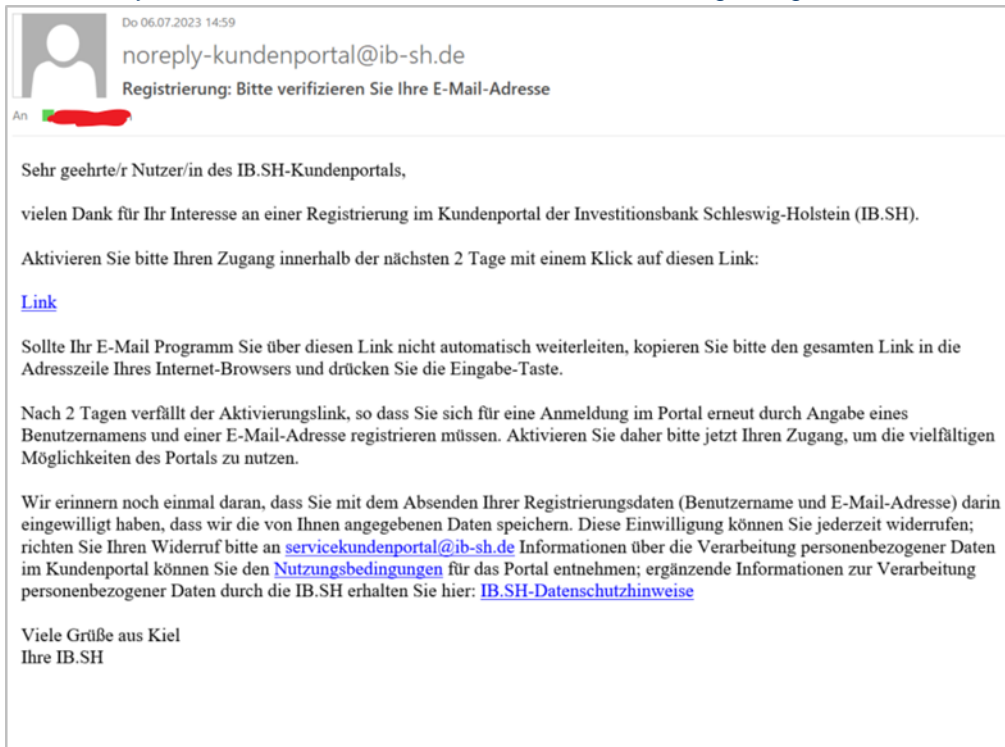 Do 06.07.2023 14:59
noreply-kundenportal@ib-sh.de
Registrierung: Bitte verifizieren Sie Ihre E-Mail-Adresse
An
Sehr geehrte/r Nutzer/in des IB.SH-Kundenportals,
vielen Dank für Ihr Interesse an einer Registrierung im Kundenportal der Investitionsbank Schleswig-Holstein (IB.SH).
Aktivieren Sie bitte Ihren Zugang innerhalb der nächsten 2 Tage mit einem Klick auf diesen Link:
Link
Sollte Ihr E-Mail Programm Sie über diesen Link nicht automatisch weiterleiten, kopieren Sie bitte den gesamten Link in die
Adresszeile Ihres Internet-Browsers und drücken Sie die Eingabe-Taste.
Nach 2 Tagen verfällt der Aktivierungslink, so dass Sie sich für eine Anmeldung im Portal erneut durch Angabe eines
Benutzernamens und einer E-Mail-Adresse registrieren müssen. Aktivieren Sie daher bitte jetzt Ihren Zugang, um die vielfältigen
Möglichkeiten des Portals zu nutzen.
Wir erinnern noch einmal daran, dass Sie mit dem Absenden Ihrer Registrierungsdaten (Benutzername und E-Mail-Adresse) darin
eingewilligt haben, dass wir die von Ihnen angegebenen Daten speichern. Diese Einwilligung können Sie jederzeit widerrufen;
richten Sie Ihren Widerruf bitte an servicekundenportal@ib-sh.de Informationen über die Verarbeitung personenbezogener Daten
im Kundenportal können Sie den Nutzungsbedingungen für das Portal entnehmen; ergänzende Informationen zur Verarbeitung
personenbezogener Daten durch die IB.SH erhalten Sie hier: IB.SH-Datenschutzhinweise
Viele Grüße aus Kiel
Ihre IB.SH